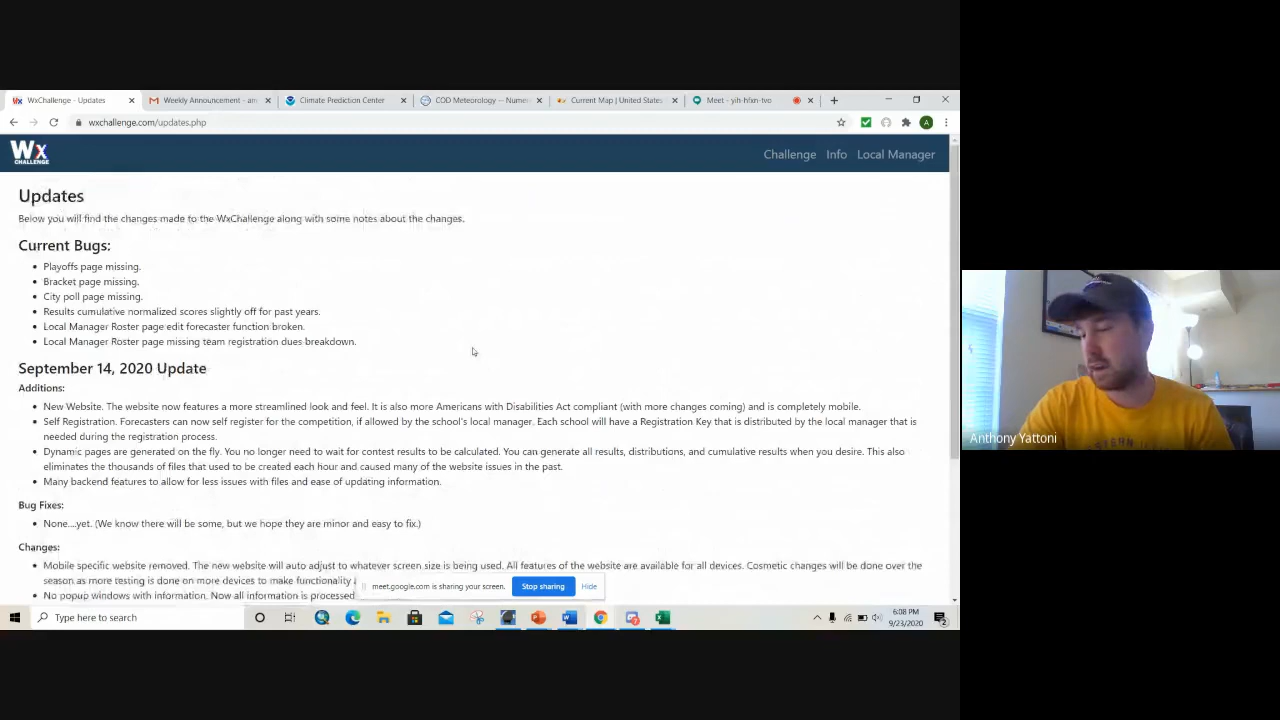 WxChallenge - Updates
Weekly Announcement - am
Climate Prediction Center
COD Meteorology -- Numer
Current Map | United States
Meet - yih-hfxn-tvo
wxchallenge.com/updates.php
A
Wx
CHALLENGE
Challenge Info Local Manager
Updates
Below you will find the changes made to the WxChallenge along with some notes about the changes.
Current Bugs:
Playoffs page missing.
Bracket page missing.
City poll page missing.
Results cumulative normalized scores slightly off for past years.
Local Manager Roster page edit forecaster function broken.
Local Manager Roster page missing team registration dues breakdown.
September 14, 2020 Update
Additions:
New Website. The website now features a more streamlined look and feel. It is also more Americans with Disabilities Act compliant (with more changes coming) and is completely mobile.
Self Registration. Forecasters can now self register for the competition, if allowed by the school's local manager. Each school will have a Registration Key that is distributed by the local manager that is
needed during the registration process.
Dynamic pages are generated on the fly. You no longer need to wait for contest results to be calculated. You can generate all results, distributions, and cumulative results when you desire. This also
eliminates the thousands of files that used to be created each hour and caused many of the website issues in the past.
Many backend features to allow for less issues with files and ease of updating information.
Bug Fixes:
None....yet. (We know there will be some, but we hope they are minor and easy to fix.)
Changes:
Mobile specific website removed. The new website will auto adjust to whatever screen size is being used. All features of the website are available for all devices. Cosmetic changes will be done over the
season as more testing is done on more devices to make functionality
No popup windows with information. Now all information is processed
meet.google.com is sharing your screen. Stop sharing Hide
Type here to search
6:08 PM
9/23/2020
Anthony Yattoni